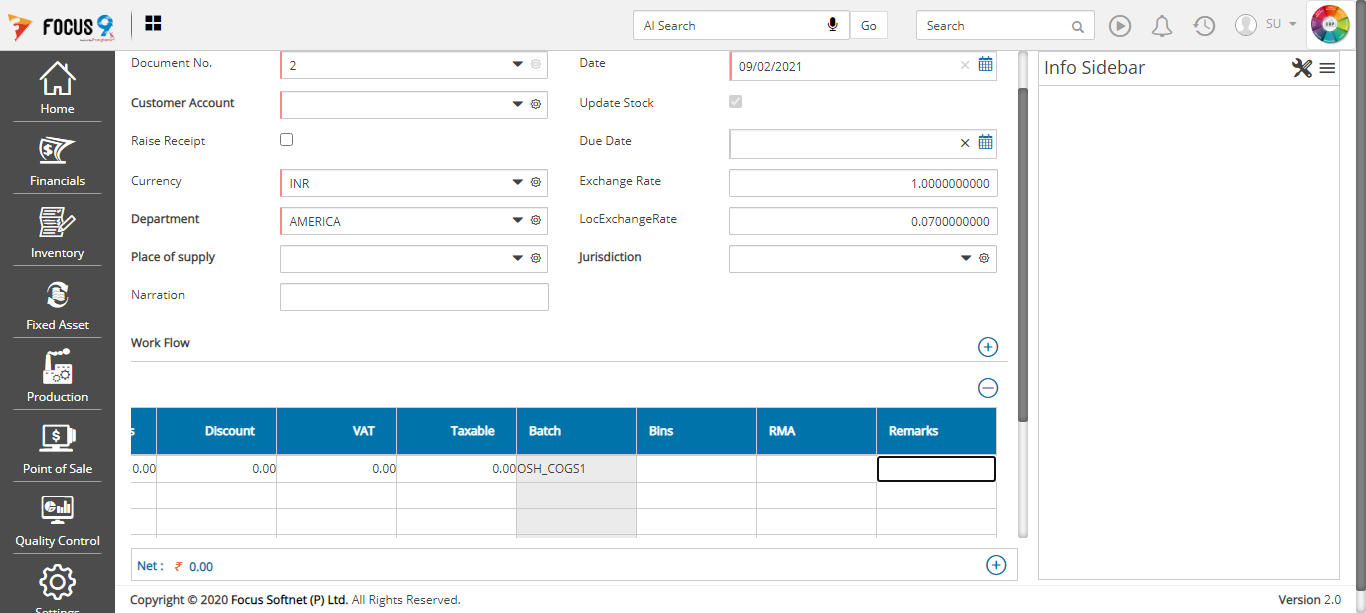 FOCUS 9
AI Search
Go
Search
SU
ERP
Home
Financials
Inventory
Fixed Asset
Production
Point of Sale
Quality Control
Settings
Document No. 2 Date 09/02/2021
Customer Account Update Stock
Raise Receipt Due Date
Currency INR Exchange Rate 1.0000000000
Department AMERICA LocExchangeRate 0.0700000000
Place of supply Jurisdiction
Narration
Work Flow
s Discount VAT Taxable Batch Bins RMA Remarks
0.00 0.00 0.00 0.00 OSH_COGS1
Net : ₹ 0.00
Info Sidebar
Copyright © 2020 Focus Softnet (P) Ltd. All Rights Reserved.
Version 2.0